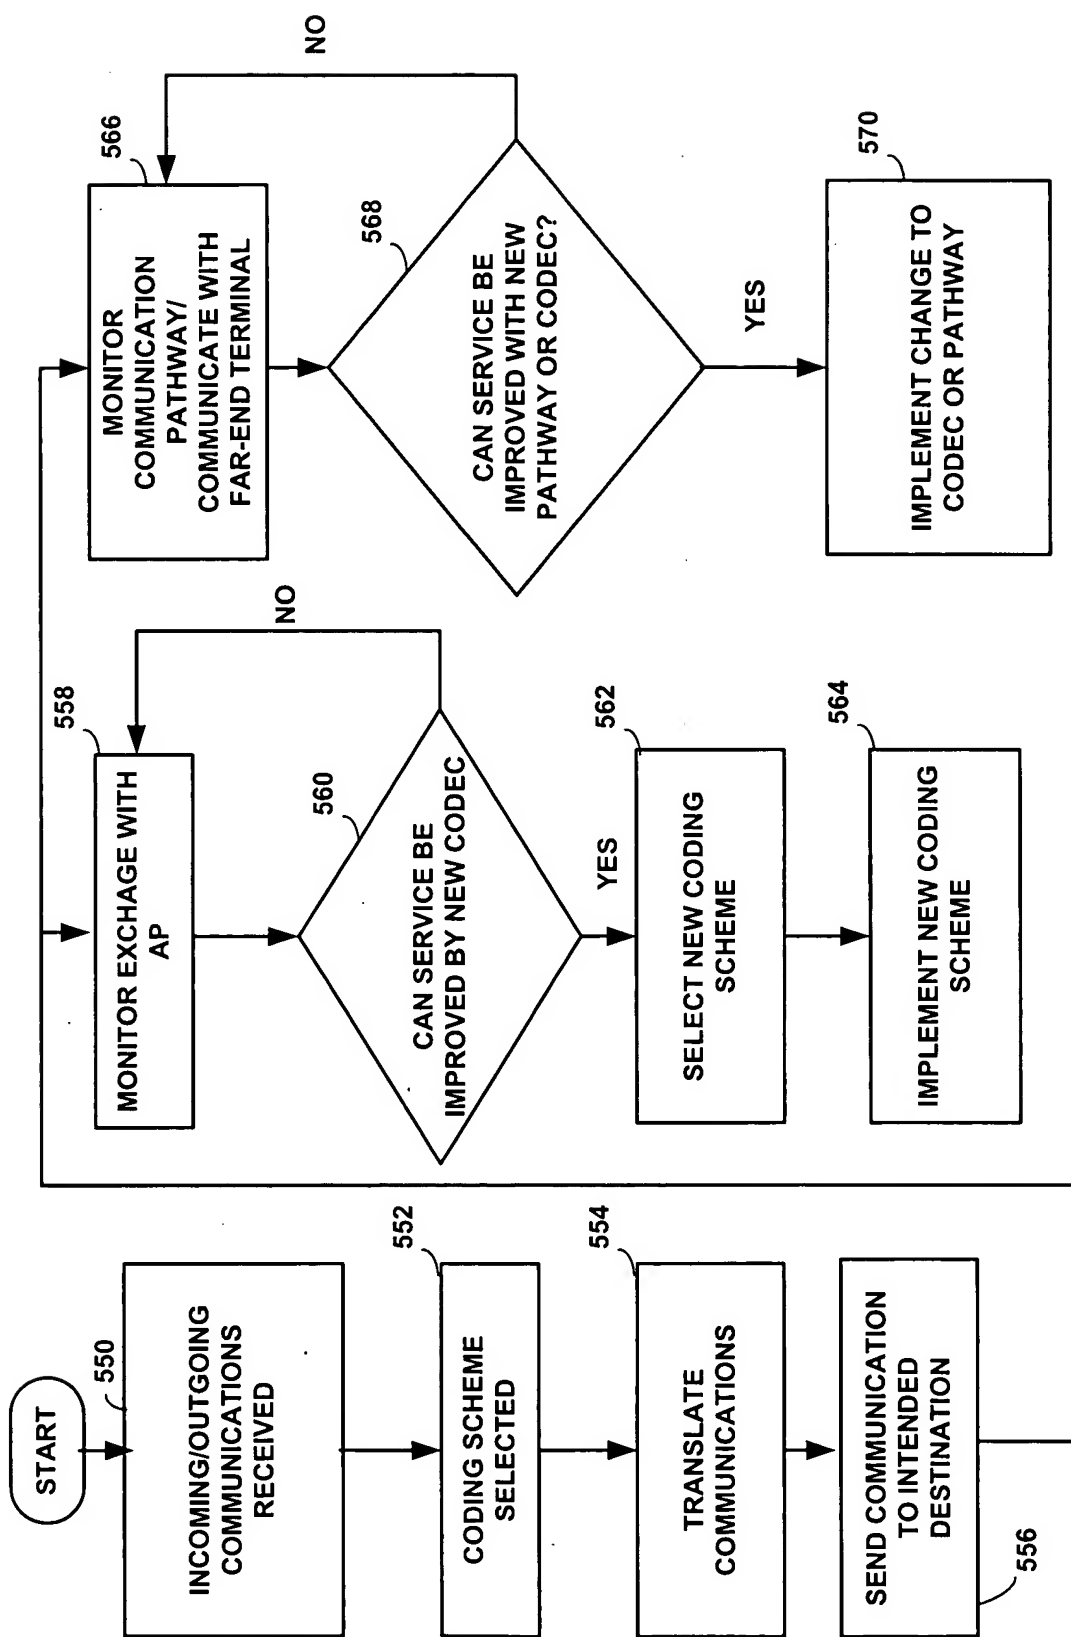 START
550
INCOMING/OUTGOING
COMMUNICATIONS
RECEIVED
552
CODING SCHEME
SELECTED
554
TRANSLATE
COMMUNICATIONS
SEND COMMUNICATION
TO INTENDED
DESTINATION
556
558
MONITOR EXCHAGE WITH
AP
NO
560
CAN SERVICE BE
IMPROVED BY NEW CODEC
YES
562
SELECT NEW CODING
SCHEME
564
IMPLEMENT NEW CODING
SCHEME
566
MONITOR
COMMUNICATION
PATHWAY/
COMMUNICATE WITH
FAR-END TERMINAL
NO
568
CAN SERVICE BE
IMPROVED WITH NEW
PATHWAY OR CODEC?
YES
570
IMPLEMENT CHANGE TO
CODEC OR PATHWAY